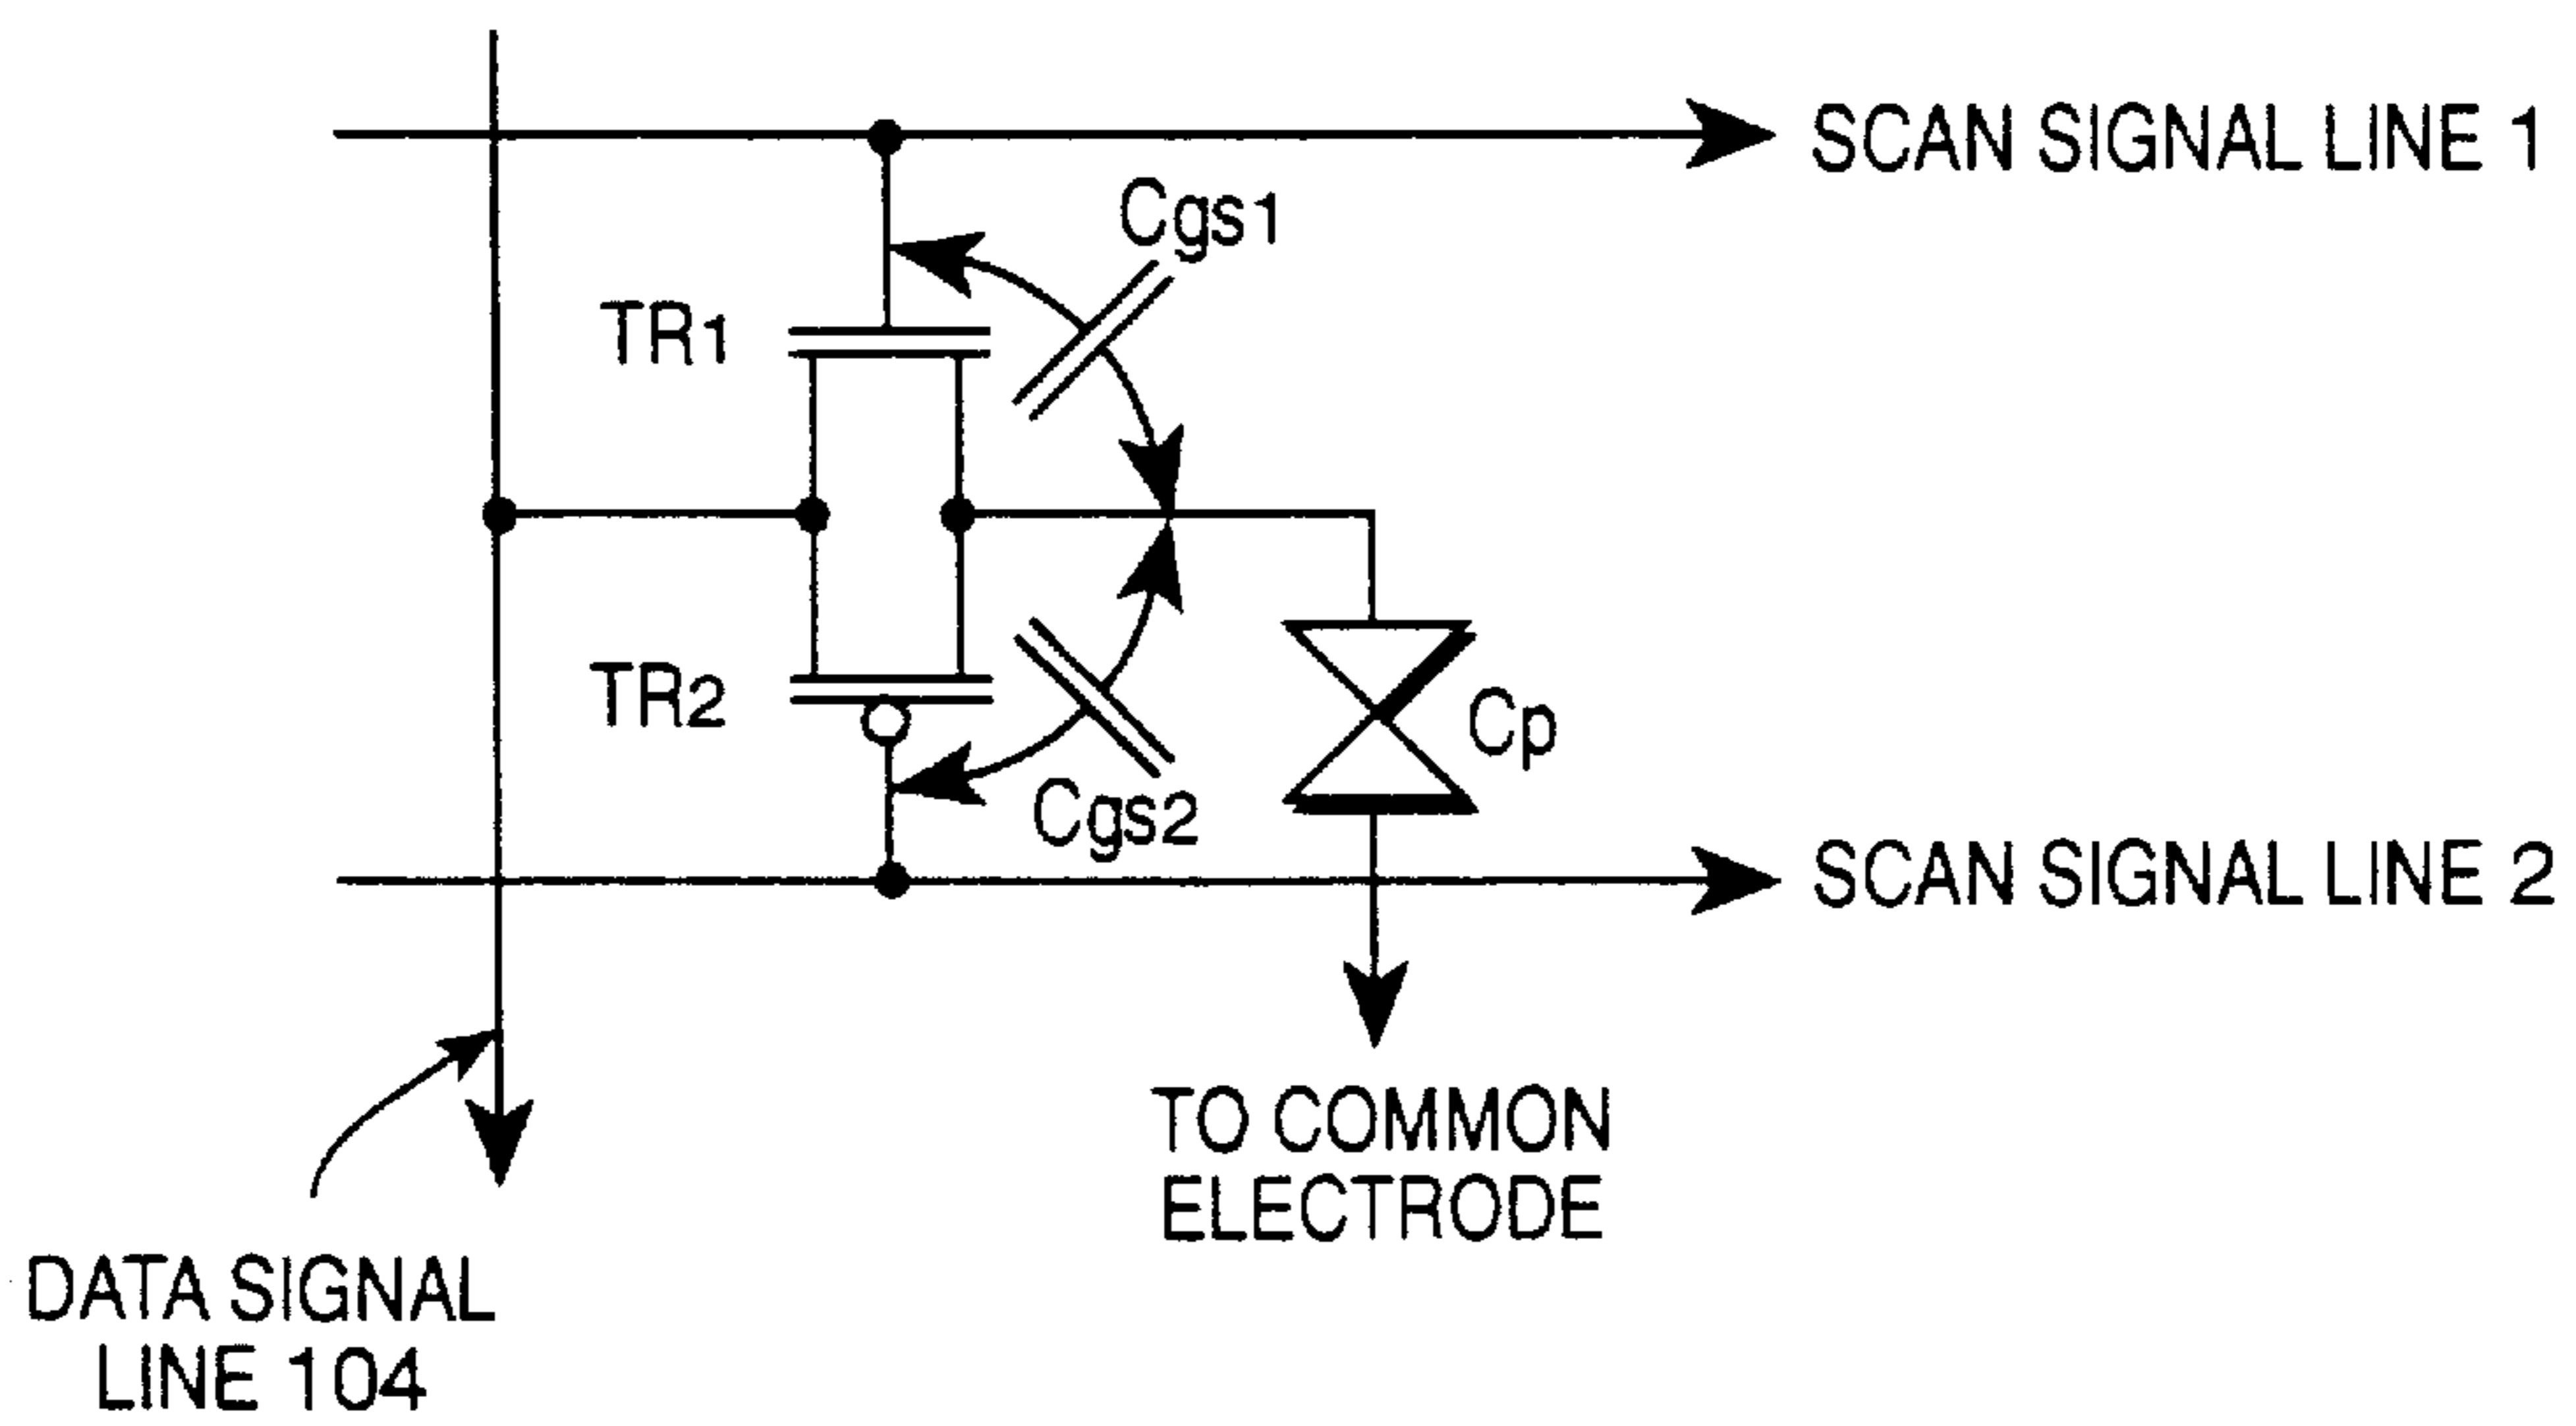 SCAN SIGNAL LINE 1
Cgs1
TR1
TR2
Cp
Cgs2
SCAN SIGNAL LINE 2
TO COMMON
ELECTRODE
DATA SIGNAL
LINE 104